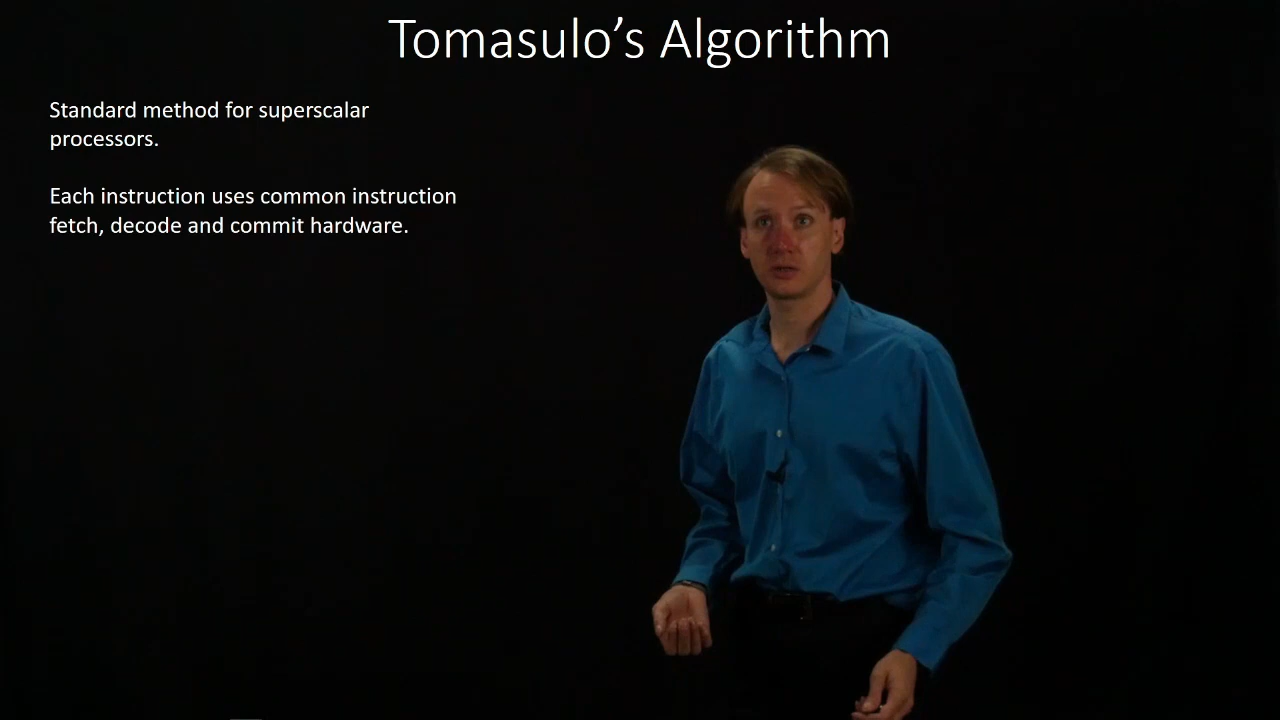 Tomasulo’s Algorithm
Standard method for superscalar
processors.
Each instruction uses common instruction
fetch, decode and commit hardware.